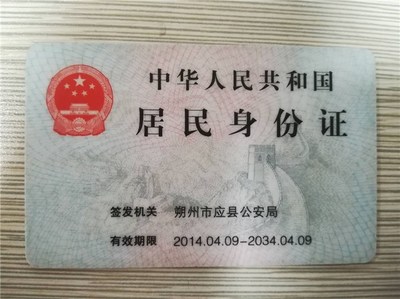 中华人民共和国
居民身份证
签发机关 朔州市应县公安局
有效期限 2014.04.09-2034.04.09